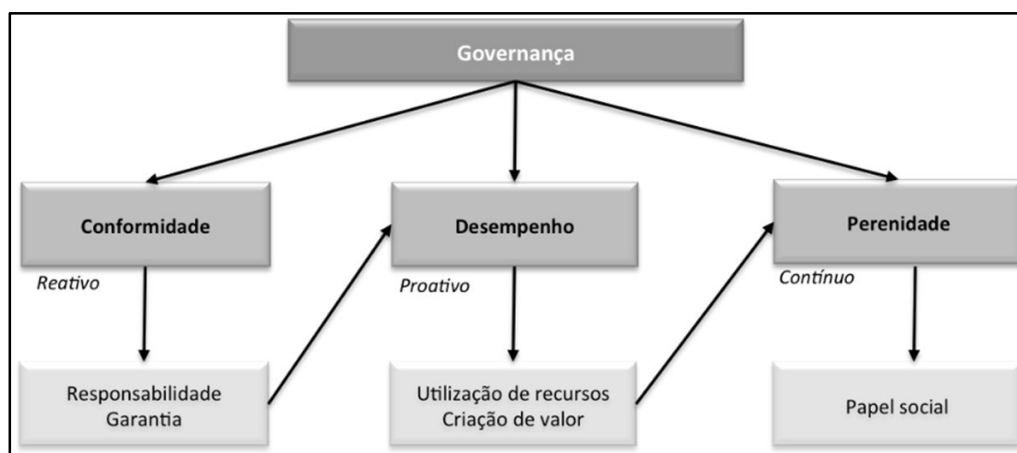 Governança
Conformidade
Desempenho
Perenidade
Reativo
Proativo
Contínuo
Responsabilidade
Garantia
Utilização de recursos
Criação de valor
Papel social